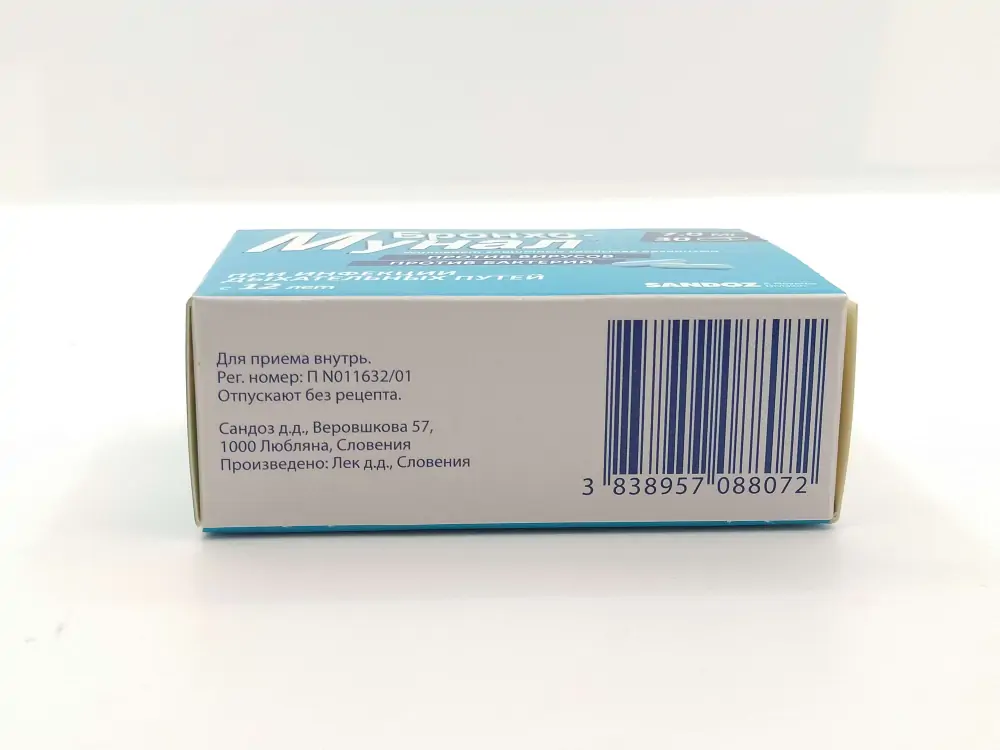 Бронхо-
Мунал
7.0 мг
30
ПРОТИВ ВИРУСОВ
ПРОТИВ БАКТЕРИЙ
ПРИ ИНФЕКЦИИ
ДЫХАТЕЛЬНЫХ ПУТЕЙ
с 12 лет
SANDOZ
Для приема внутрь.
Рег. номер: П N011632/01
Отпускают без рецепта.
Сандоз д.д., Веровшкова 57,
1000 Любляна, Словения
Произведено: Лек д.д., Словения
3 838957 088072